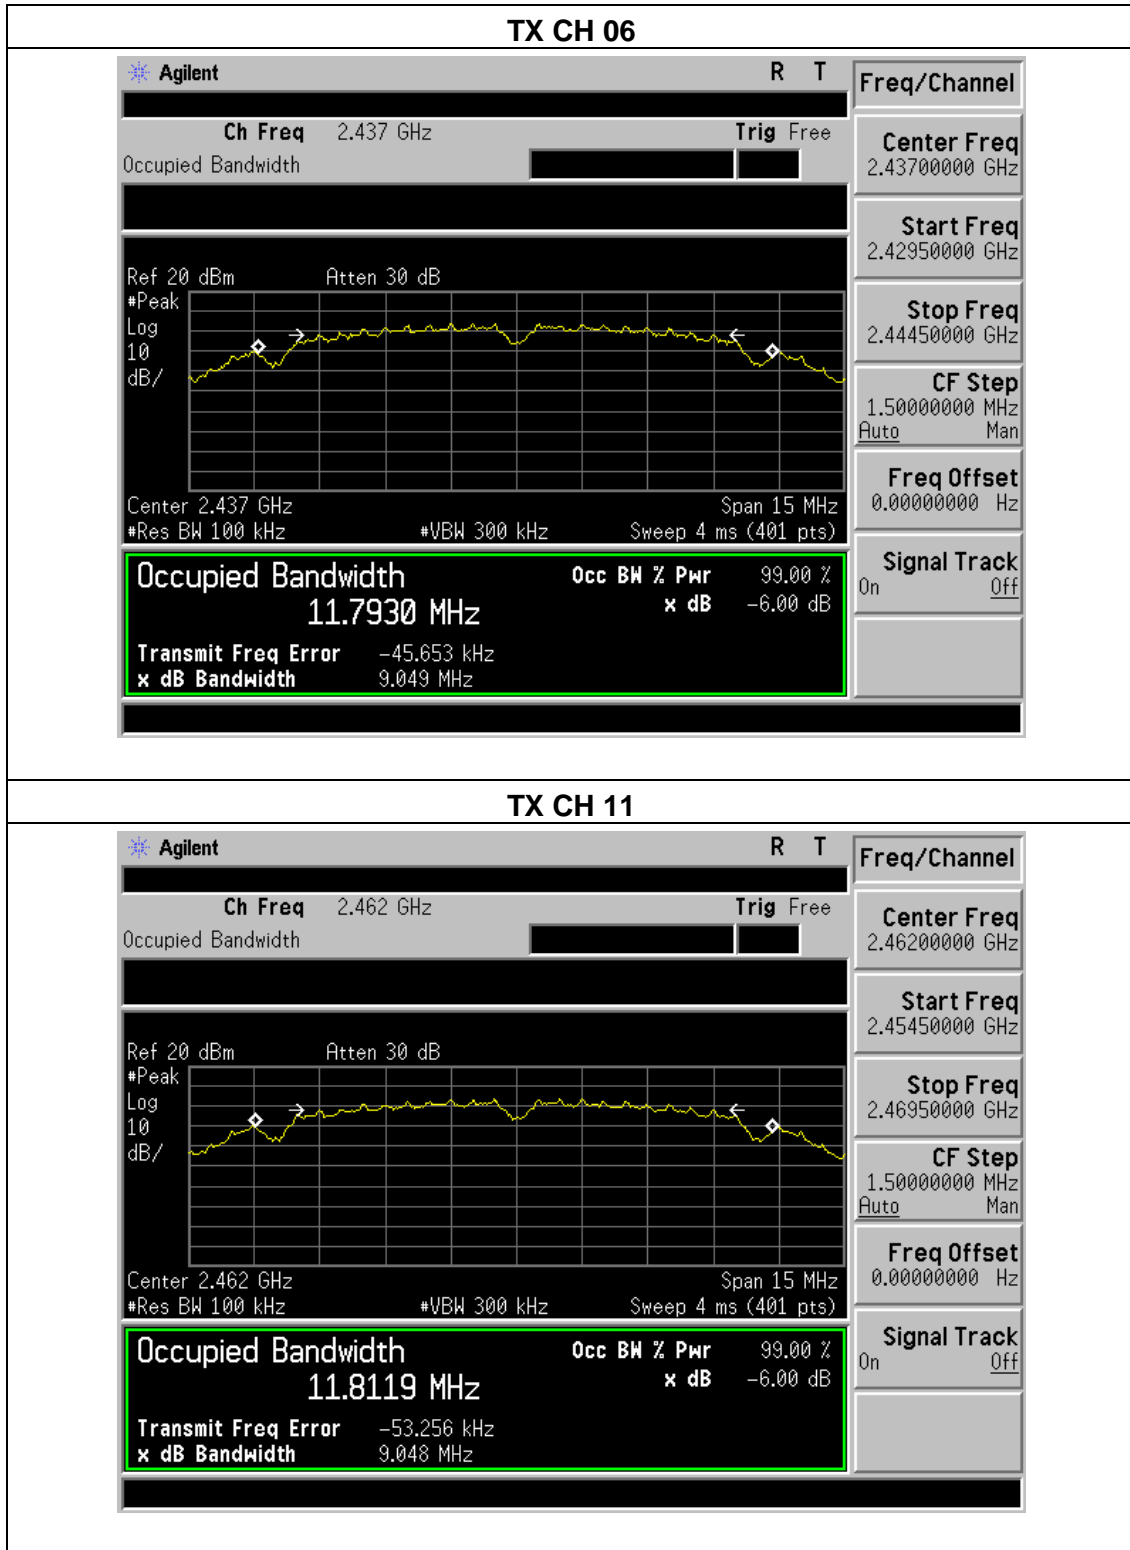 TX CH 06
Agilent R T
Freq/Channel
Ch Freq 2.437 GHz Trig Free
Occupied Bandwidth
Center Freq
2.43700000 GHz
Start Freq
2.42950000 GHz
Ref 20 dBm Atten 30 dB
#Peak
Log
10
dB/
Stop Freq
2.44450000 GHz
CF Step
1.50000000 MHz
Auto Man
Freq Offset
0.00000000 Hz
Center 2.437 GHz Span 15 MHz
#Res BW 100 kHz #VBW 300 kHz Sweep 4 ms (401 pts)
Signal Track
On Off
Occupied Bandwidth Occ BW % Pwr 99.00 %
11.7930 MHz x dB -6.00 dB
Transmit Freq Error -45.653 kHz
x dB Bandwidth 9.049 MHz
TX CH 11
Agilent R T
Freq/Channel
Ch Freq 2.462 GHz Trig Free
Occupied Bandwidth
Center Freq
2.46200000 GHz
Start Freq
2.45450000 GHz
Ref 20 dBm Atten 30 dB
#Peak
Log
10
dB/
Stop Freq
2.46950000 GHz
CF Step
1.50000000 MHz
Auto Man
Freq Offset
0.00000000 Hz
Center 2.462 GHz Span 15 MHz
#Res BW 100 kHz #VBW 300 kHz Sweep 4 ms (401 pts)
Signal Track
On Off
Occupied Bandwidth Occ BW % Pwr 99.00 %
11.8119 MHz x dB -6.00 dB
Transmit Freq Error -53.256 kHz
x dB Bandwidth 9.048 MHz